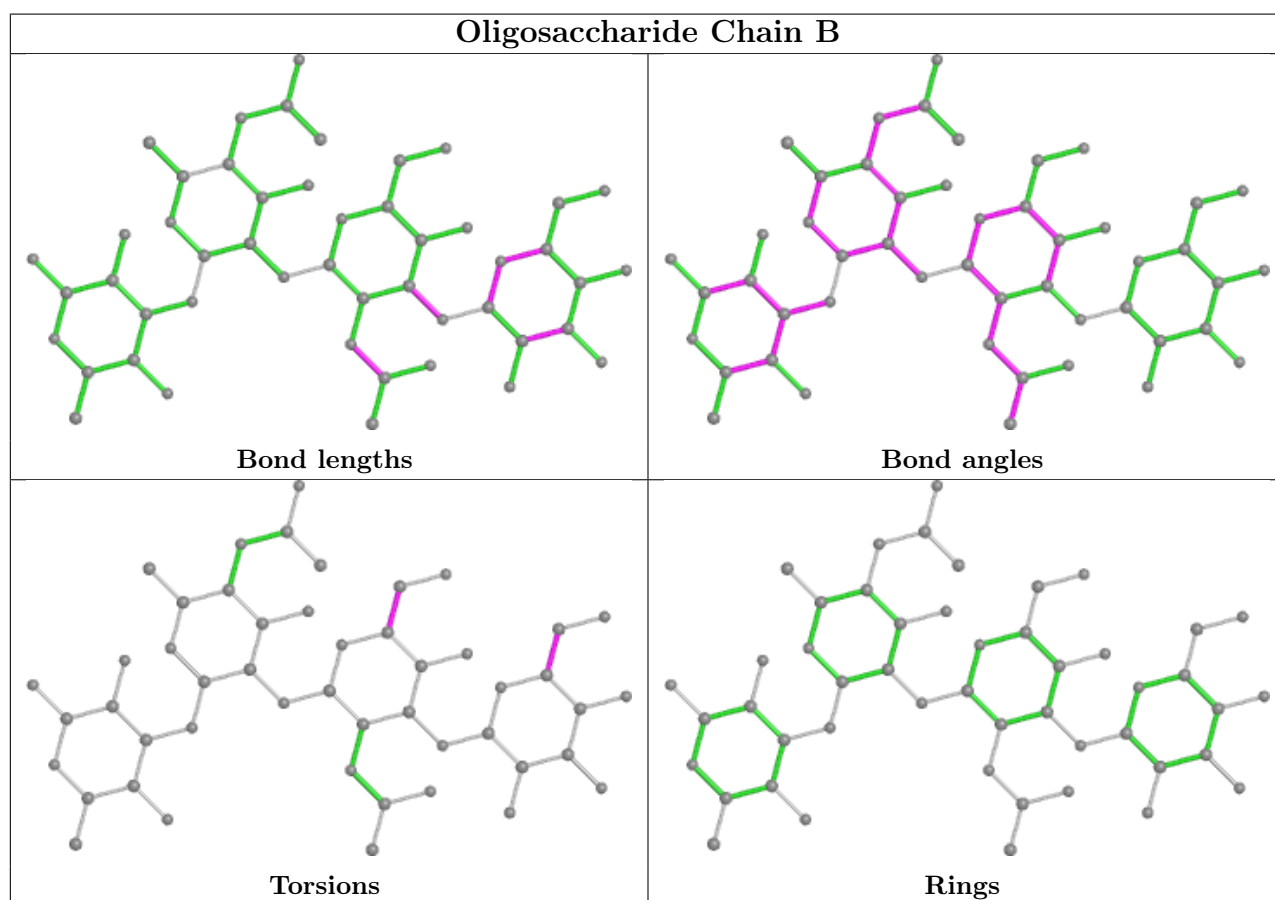 Oligosaccharide Chain B
Bond lengths
Bond angles
Torsions
Rings